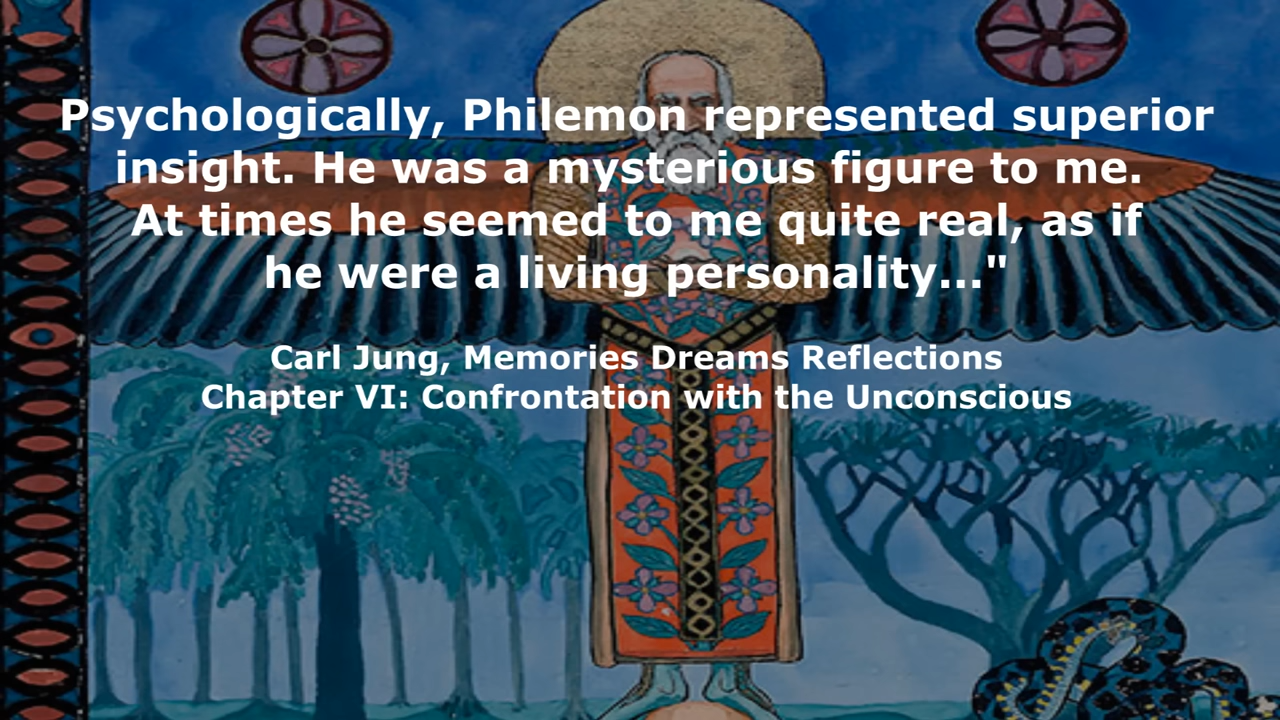 Psychologically, Philemon represented superior
insight. He was a mysterious figure to me.
At times he seemed to me quite real, as if
he were a living personality..."
Carl Jung, Memories Dreams Reflections
Chapter VI: Confrontation with the Unconscious